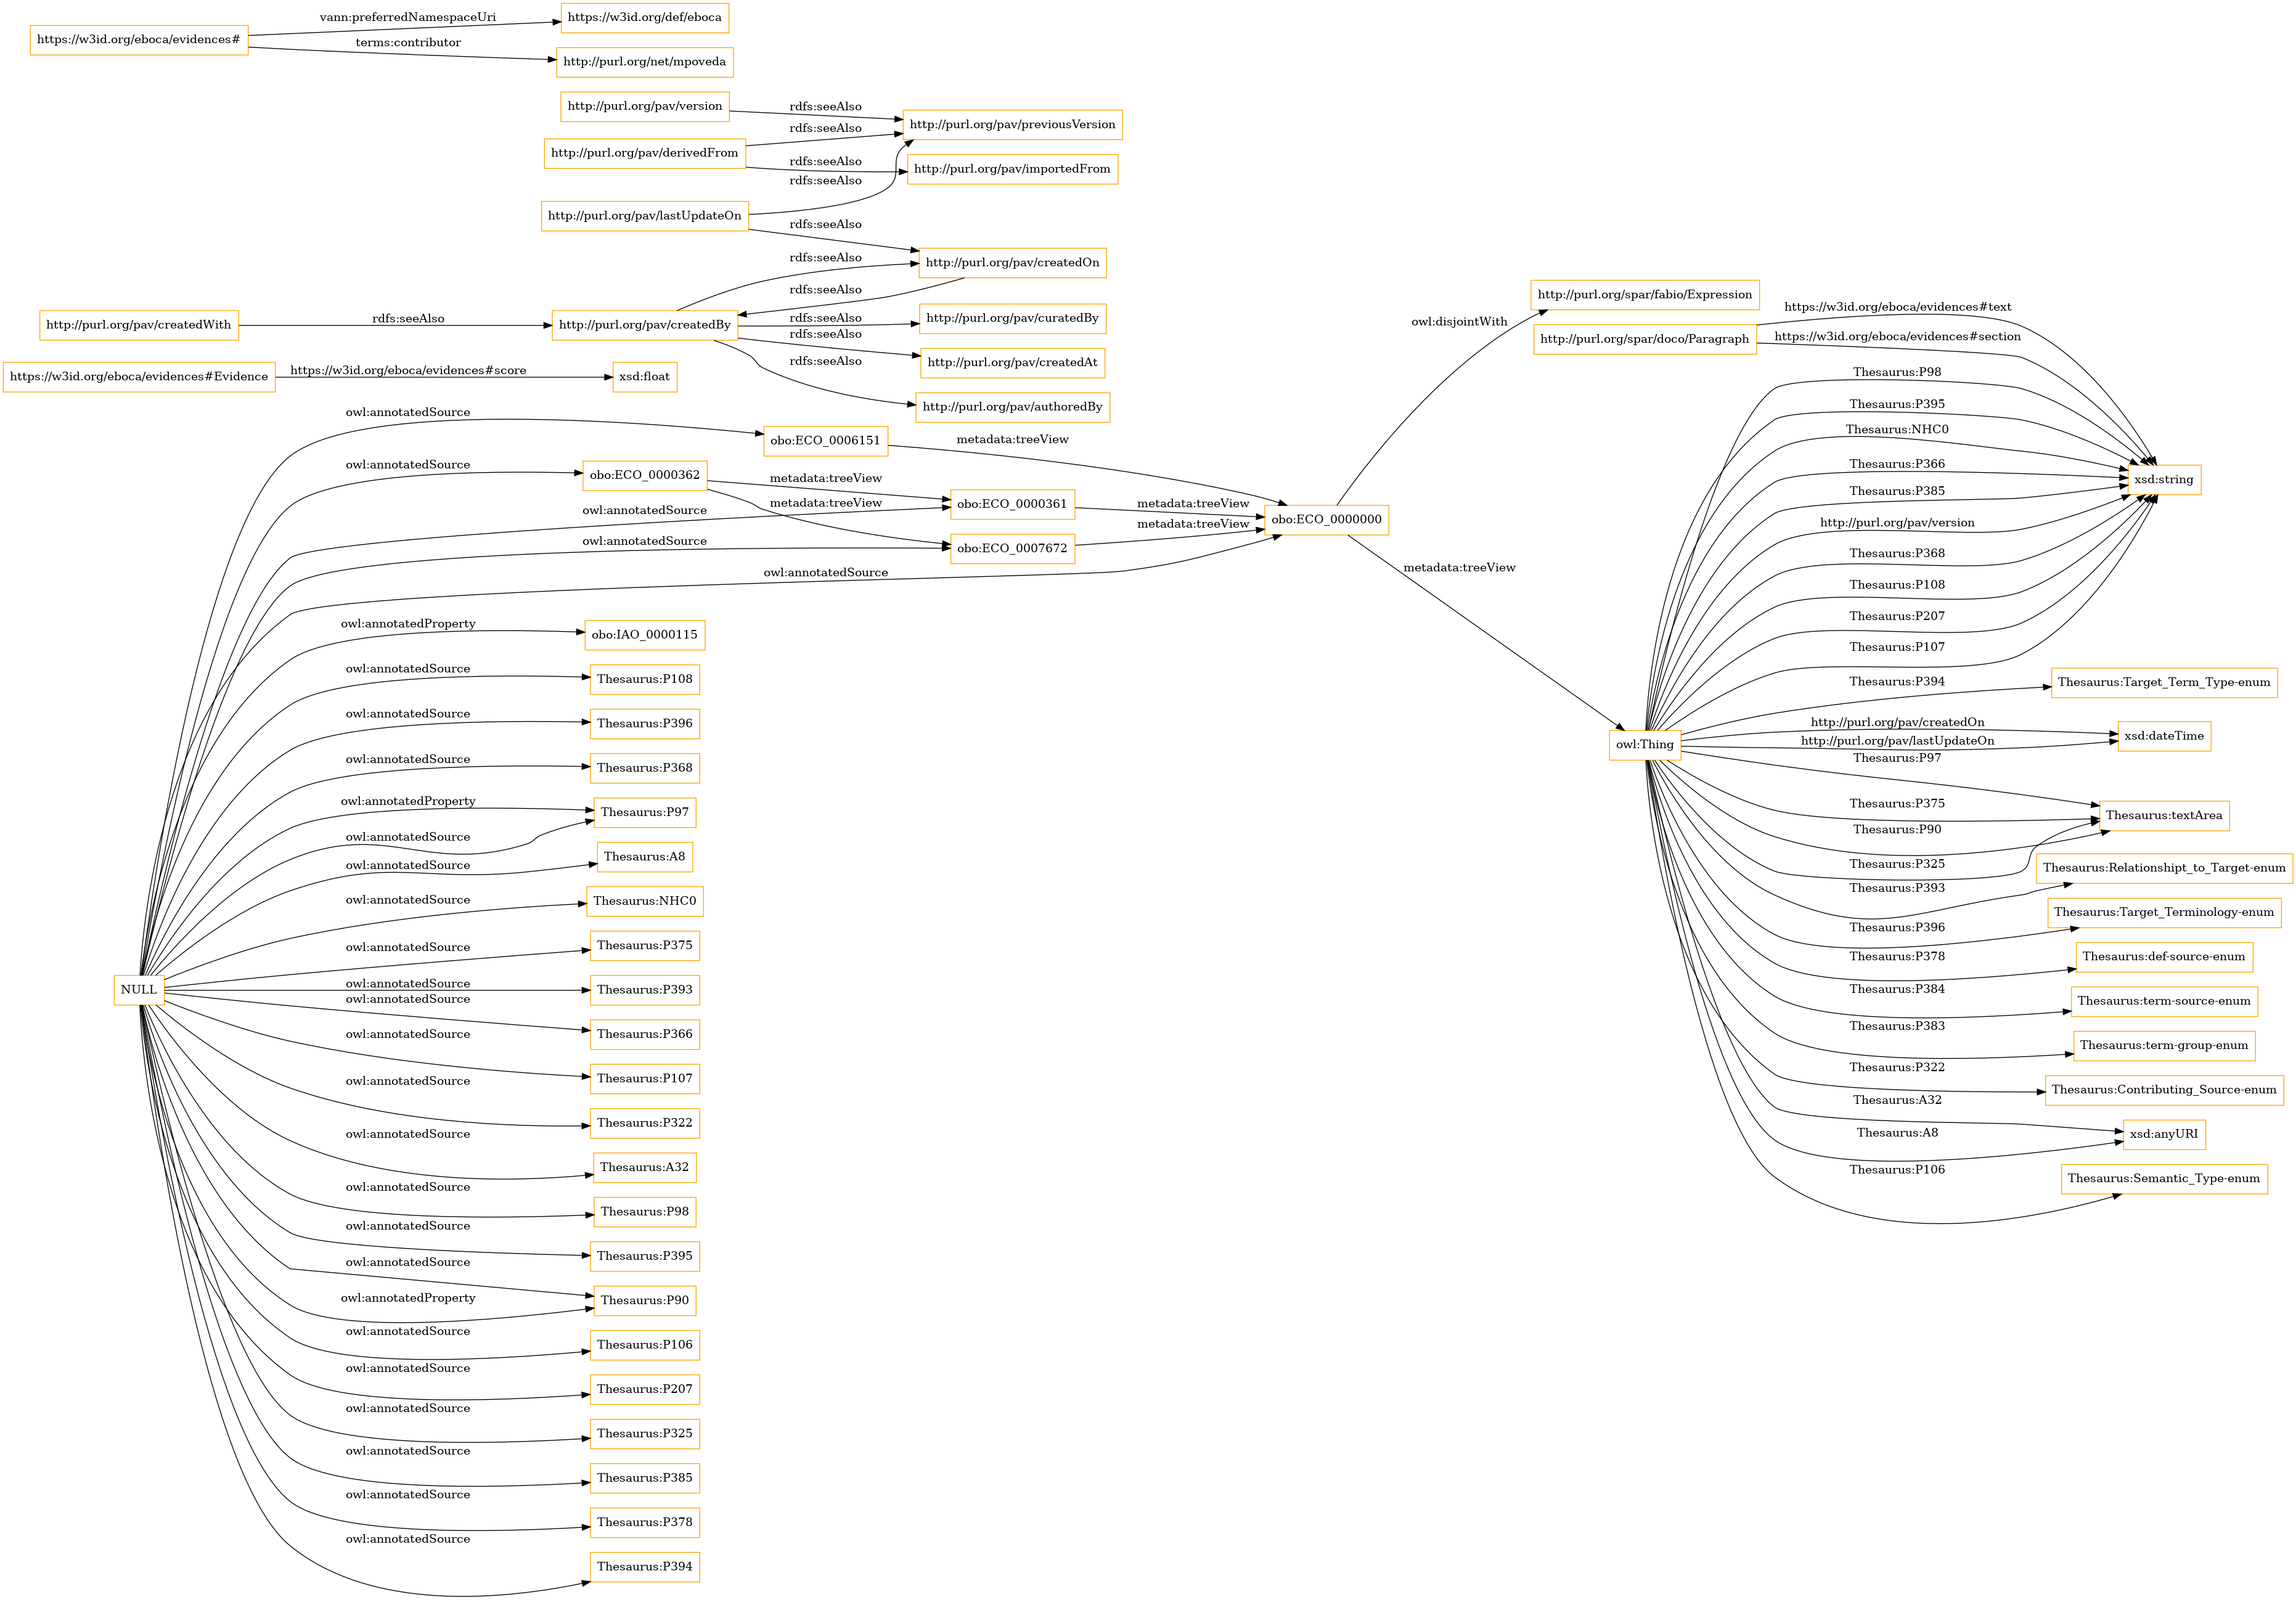 https://w3id.org/eboca/evidences#
vann:preferredNamespaceUri
https://w3id.org/def/eboca
terms:contributor
http://purl.org/net/mpoveda
http://purl.org/pav/version
rdfs:seeAlso
http://purl.org/pav/previousVersion
http://purl.org/pav/derivedFrom
rdfs:seeAlso
rdfs:seeAlso
http://purl.org/pav/importedFrom
rdfs:seeAlso
http://purl.org/pav/lastUpdateOn
rdfs:seeAlso
http://purl.org/pav/createdOn
rdfs:seeAlso
rdfs:seeAlso
http://purl.org/pav/createdWith
rdfs:seeAlso
http://purl.org/pav/createdBy
rdfs:seeAlso
http://purl.org/pav/curatedBy
rdfs:seeAlso
http://purl.org/pav/createdAt
rdfs:seeAlso
http://purl.org/pav/authoredBy
https://w3id.org/eboca/evidences#Evidence
https://w3id.org/eboca/evidences#score
xsd:float
owl:annotatedSource
obo:ECO_0006151
metadata:treeView
owl:annotatedSource
obo:ECO_0000362
metadata:treeView
metadata:treeView
owl:annotatedSource
obo:ECO_0000361
metadata:treeView
owl:annotatedSource
obo:ECO_0007672
metadata:treeView
owl:annotatedSource
obo:ECO_0000000
owl:disjointWith
http://purl.org/spar/fabio/Expression
metadata:treeView
http://purl.org/spar/doco/Paragraph
https://w3id.org/eboca/evidences#text
https://w3id.org/eboca/evidences#section
xsd:string
Thesaurus:P98
Thesaurus:P395
Thesaurus:NHC0
Thesaurus:P366
Thesaurus:P385
http://purl.org/pav/version
Thesaurus:P368
Thesaurus:P108
Thesaurus:P207
Thesaurus:P107
owl:Thing
Thesaurus:P394
Thesaurus:Target_Term_Type-enum
http://purl.org/pav/createdOn
http://purl.org/pav/lastUpdateOn
xsd:dateTime
Thesaurus:P97
Thesaurus:P375
Thesaurus:P90
Thesaurus:P325
Thesaurus:textArea
Thesaurus:P393
Thesaurus:Relationshipt_to_Target-enum
Thesaurus:P396
Thesaurus:Target_Terminology-enum
Thesaurus:P378
Thesaurus:def-source-enum
Thesaurus:P384
Thesaurus:term-source-enum
Thesaurus:P383
Thesaurus:term-group-enum
Thesaurus:P322
Thesaurus:Contributing_Source-enum
Thesaurus:A32
Thesaurus:A8
xsd:anyURI
Thesaurus:P106
Thesaurus:Semantic_Type-enum
NULL
owl:annotatedProperty
obo:IAO_0000115
owl:annotatedSource
Thesaurus:P108
owl:annotatedSource
Thesaurus:P396
owl:annotatedSource
Thesaurus:P368
owl:annotatedProperty
Thesaurus:P97
owl:annotatedSource
owl:annotatedSource
Thesaurus:A8
owl:annotatedSource
Thesaurus:NHC0
owl:annotatedSource
Thesaurus:P375
owl:annotatedSource
Thesaurus:P393
owl:annotatedSource
Thesaurus:P366
owl:annotatedSource
Thesaurus:P107
owl:annotatedSource
Thesaurus:P322
owl:annotatedSource
Thesaurus:A32
owl:annotatedSource
Thesaurus:P98
owl:annotatedSource
Thesaurus:P395
owl:annotatedSource
owl:annotatedProperty
Thesaurus:P90
owl:annotatedSource
Thesaurus:P106
owl:annotatedSource
Thesaurus:P207
owl:annotatedSource
Thesaurus:P325
owl:annotatedSource
Thesaurus:P385
owl:annotatedSource
Thesaurus:P378
owl:annotatedSource
Thesaurus:P394